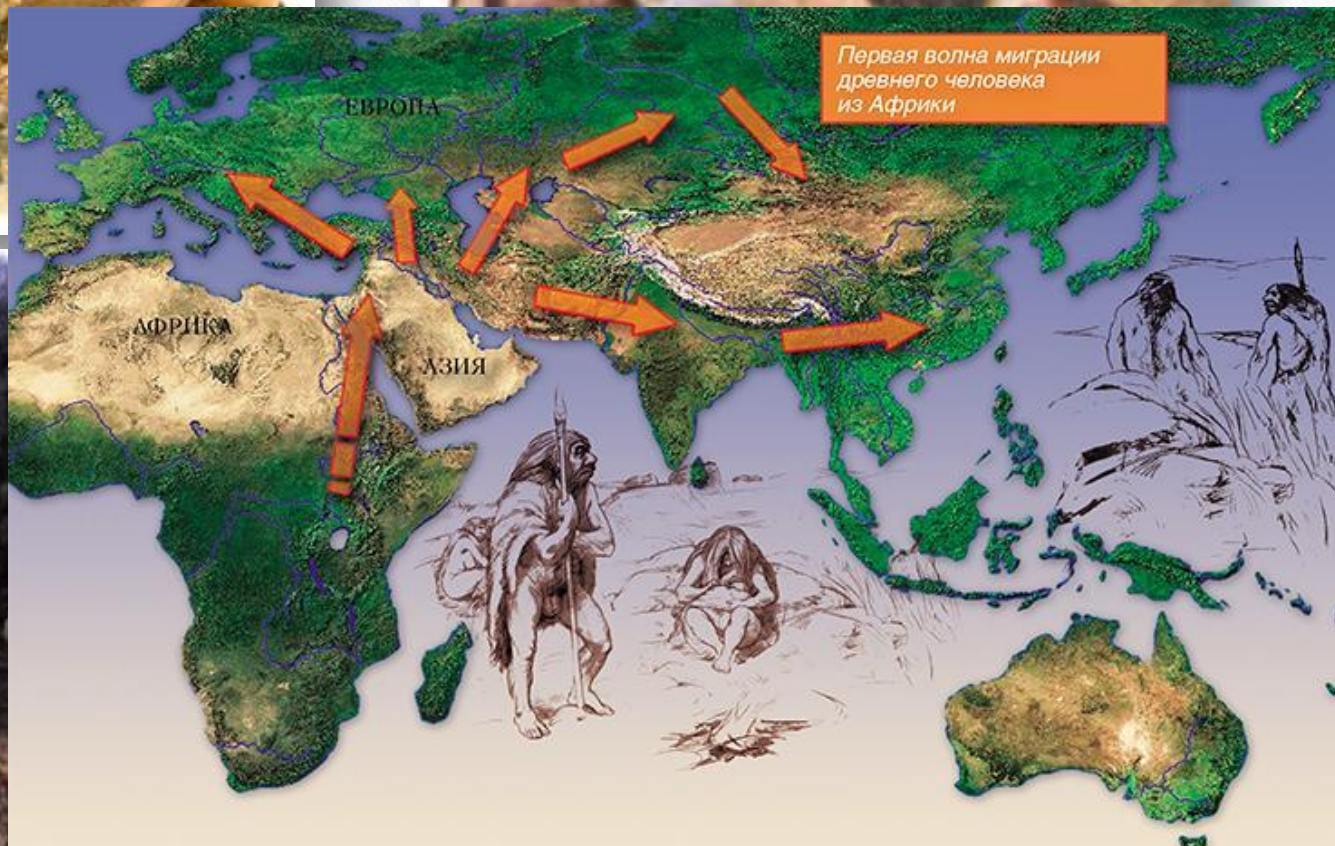 Первая волна миграции
древнего человека
из Африки
ЕВРОПА
АФРИКА
АЗИЯ